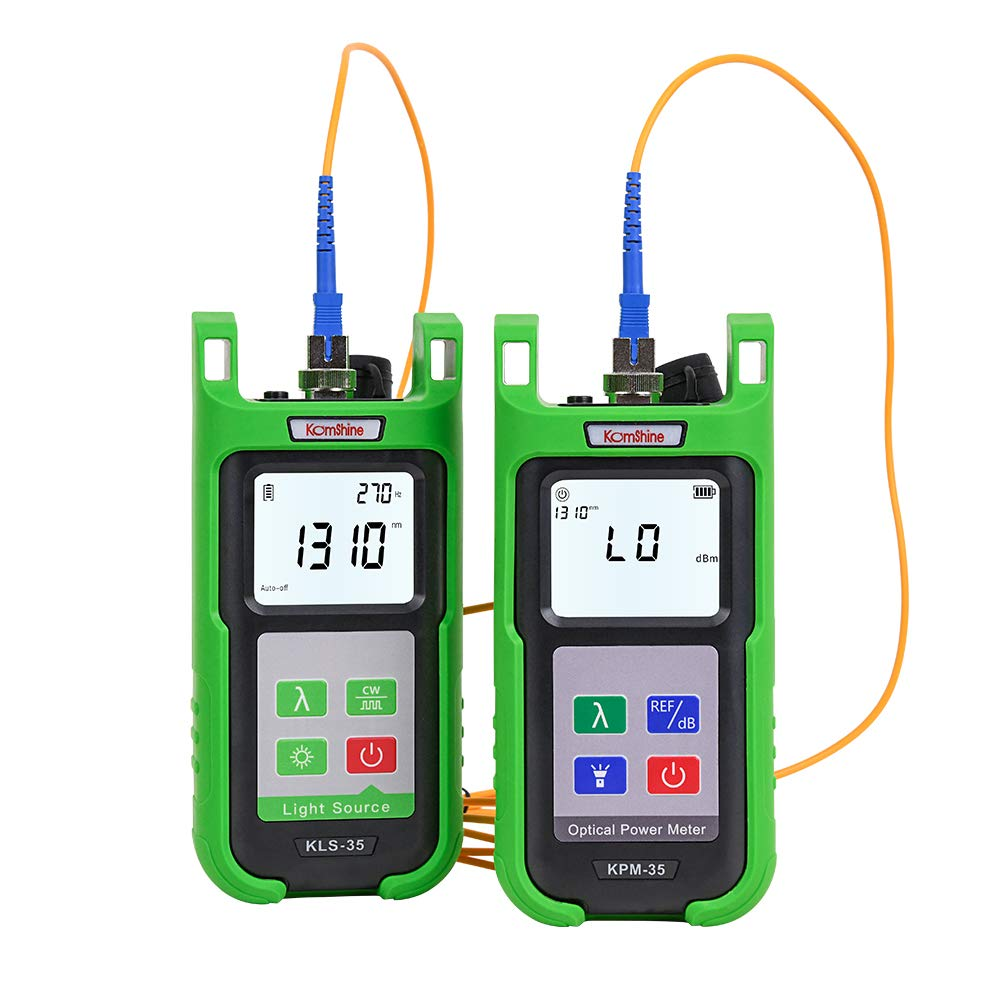 KomShine
270 Hz
1310 nm
Auto-off
λ
CW
Light Source
KLS-35
KomShine
1310 nm
LO
dBm
λ
REF/dB
Optical Power Meter
KPM-35